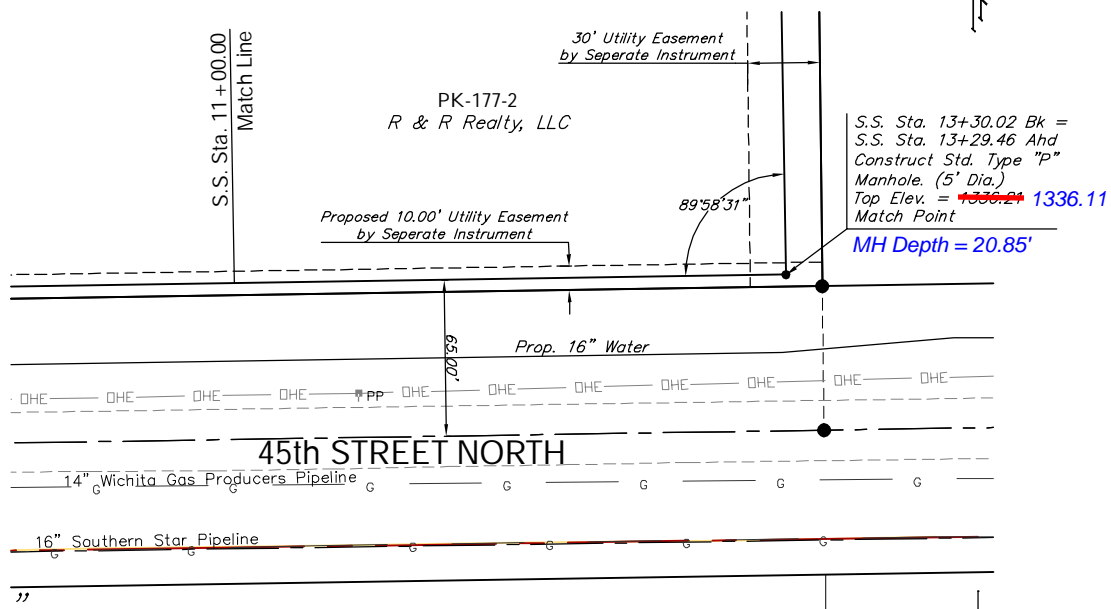 S.S. Sta. 11+00.00
Match Line
30' Utility Easement
by Seperate Instrument
PK-177-2
R & R Realty, LLC
S.S. Sta. 13+30.02 Bk =
S.S. Sta. 13+29.46 Ahd
Construct Std. Type "P"
Manhole. (5' Dia.)
Top Elev. = 1336.21 1336.11
Match Point
MH Depth = 20.85'
89°58'31"
Proposed 10.00' Utility Easement
by Seperate Instrument
65.00'
Prop. 16" Water
OHE OHE OHE OHE PP OHE OHE OHE OHE OHE OHE OHE
45th STREET NORTH
14" Wichita Gas Producers Pipeline
G G G G G G G
16" Southern Star Pipeline
G G G G G G
"